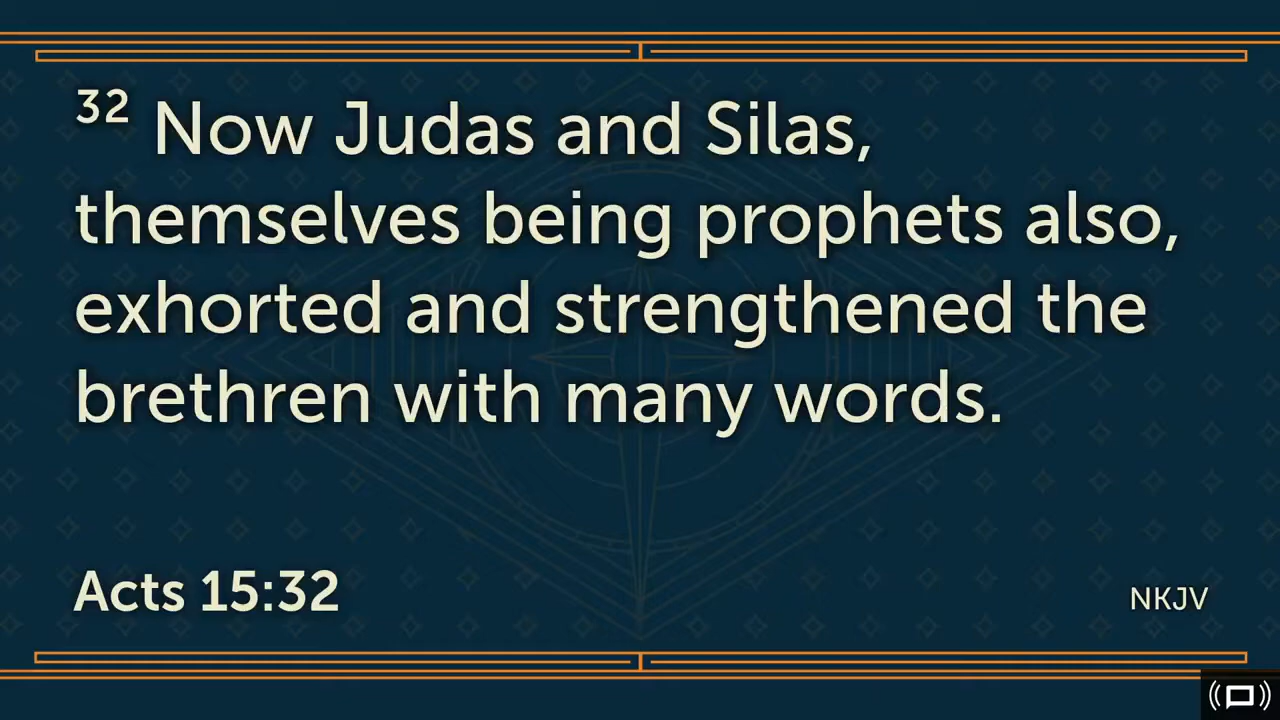 32 Now Judas and Silas,
themselves being prophets also,
exhorted and strengthened the
brethren with many words.
Acts 15:32
NKJV